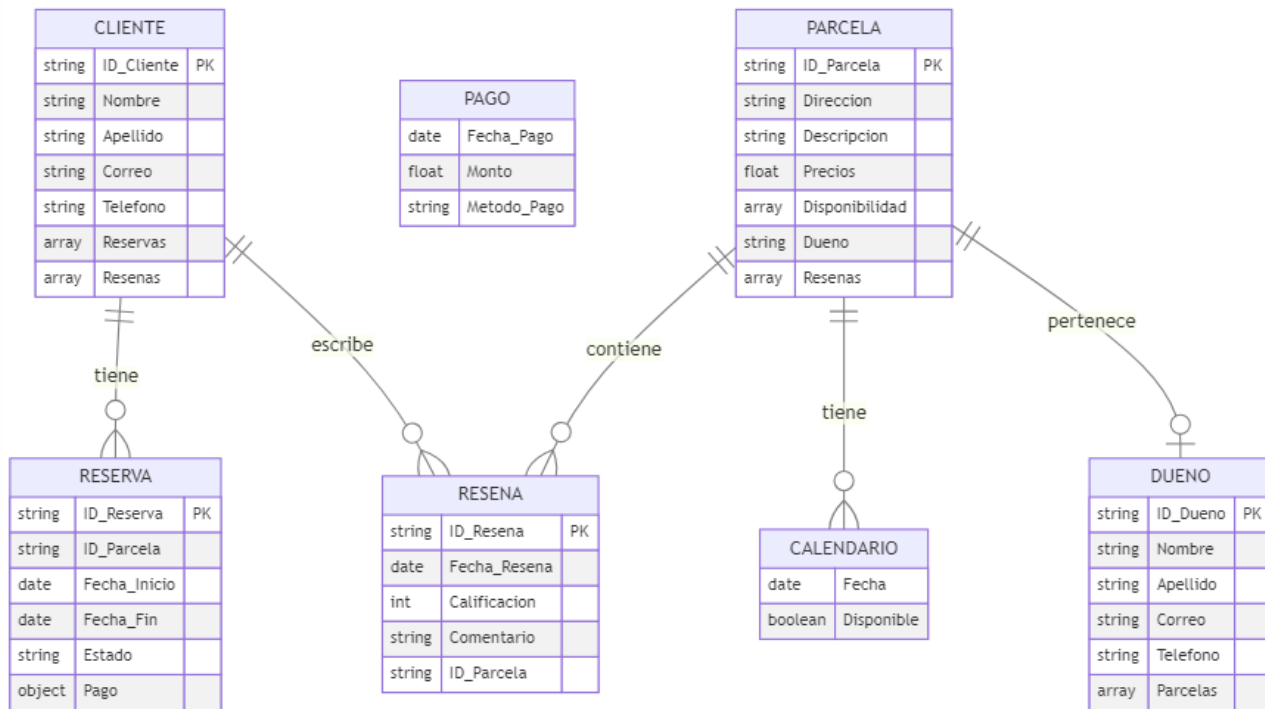 CLIENTE
string ID_Cliente PK
string Nombre
string Apellido
string Correo
string Telefono
array Reservas
array Resenas
PAGO
date Fecha_Pago
float Monto
string Metodo_Pago
PARCELA
string ID_Parcela PK
string Direccion
string Descripcion
float Precios
array Disponibilidad
string Dueno
array Resenas
tiene
escribe
contiene
tiene
pertenece
RESERVA
string ID_Reserva PK
string ID_Parcela
date Fecha_Inicio
date Fecha_Fin
string Estado
object Pago
RESENA
string ID_Resena PK
date Fecha_Resena
int Calificacion
string Comentario
string ID_Parcela
CALENDARIO
date Fecha
boolean Disponible
DUENO
string ID_Dueno PK
string Nombre
string Apellido
string Correo
string Telefono
array Parcelas